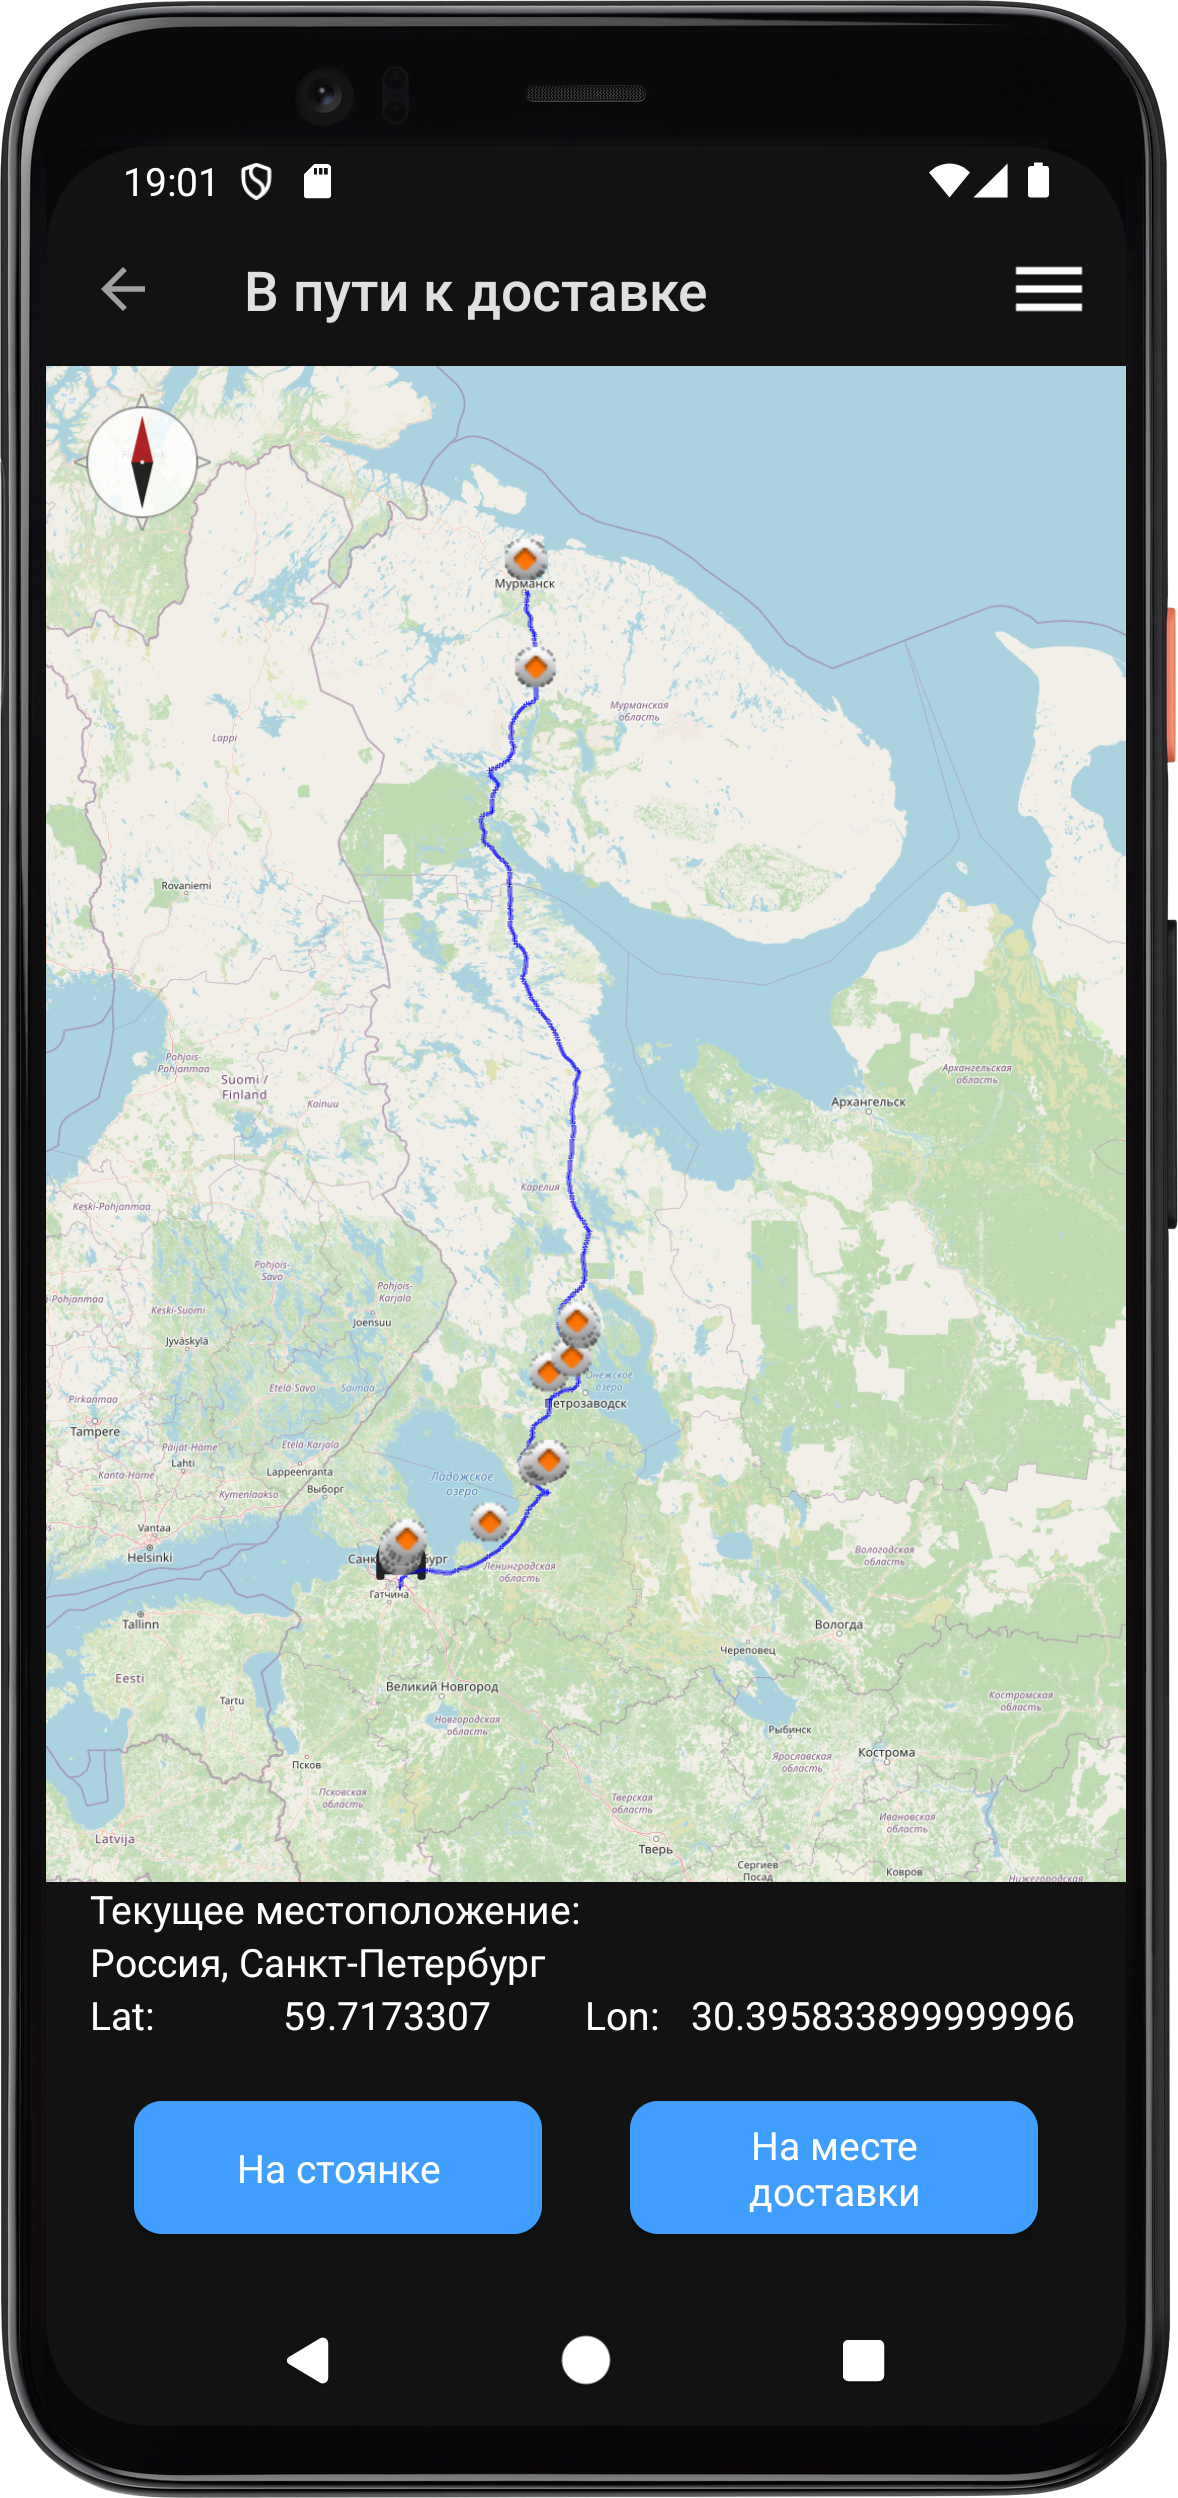 19:01
В пути к доставке
Мурманск
Мурманская
область
Lappi
Rovaniemi
Pohjois-
Pohjanmaa
Suomi /
Finland
Kainuu
Архангельская
область
Архангельск
Карелия
Keski-Pohjanmaa
Pohjois-
Savo
Pohjois-
Karjala
-Pohjanmaa
Keski-Suomi
Joensuu
Jyväskylä
Онежское
озеро
Etelä-Savo
Saimaa
Pirkanmaa
Петрозаводск
Tampere
Päijät-Häme
Etelä-Karjala
Lahti
Kanta-Häme
Lappeenranta
Ладожское
озеро
Выборг
Kymenlaakso
Vantaa
Helsinki
Санк
бург
Ленинградская
область
Вологодская
область
Гатчина
Tallinn
Вологда
Череповец
Eesti
Tartu
Великий Новгород
Костромская
область
Новгородская
область
Рыбинск
Кострома
Ярославская
область
Псков
Псковская
область
Тверская
область
Ивановская
область
Latvija
Тверь
Сергиев
Посад
Ковров
Нижегородская
Текущее местоположение:
Россия, Санкт-Петербург
Lat: 59.7173307 Lon: 30.395833899999996
На стоянке
На месте
доставки